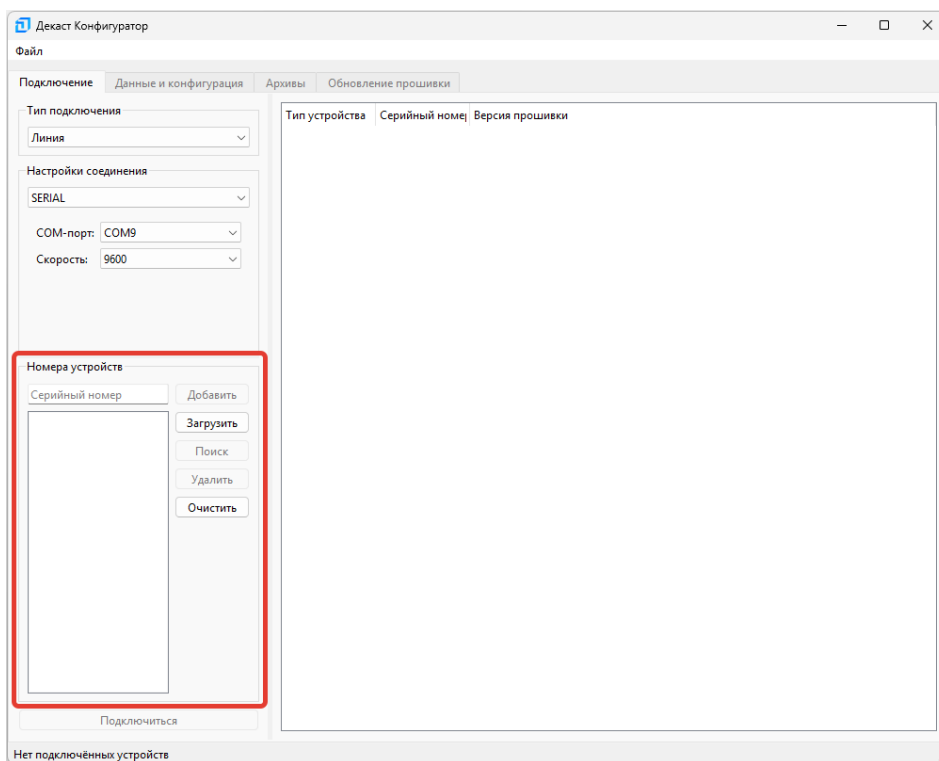 Декаст Конфигуратор
Файл
Подключение Данные и конфигурация Архивы Обновление прошивки
Тип подключения
Линия
Настройки соединения
SERIAL
COM-порт: COM9
Скорость: 9600
Номера устройств
Серийный номер Добавить
Загрузить
Поиск
Удалить
Очистить
Подключиться
Тип устройства Серийный номер Версия прошивки
Нет подключённых устройств